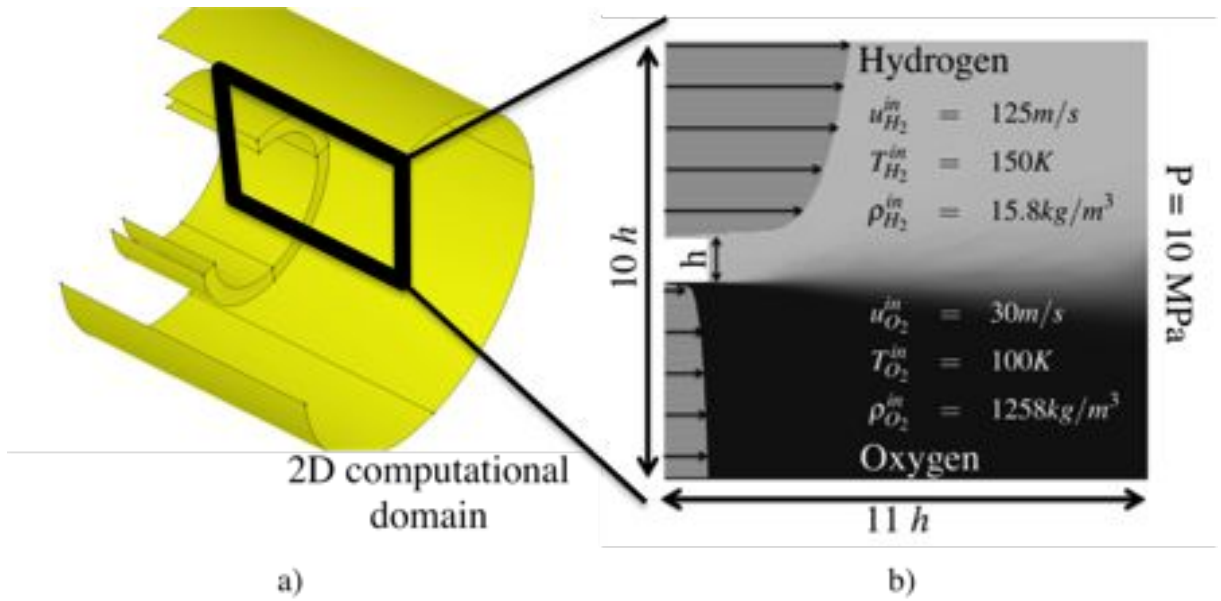 2D computational
domain
a)
10 h
h
Hydrogen
u_{H_2}^{in} = 125m/s
T_{H_2}^{in} = 150K
ρ_{H_2}^{in} = 15.8kg/m^3
u_{O_2}^{in} = 30m/s
T_{O_2}^{in} = 100K
ρ_{O_2}^{in} = 1258kg/m^3
Oxygen
P = 10 MPa
11 h
b)